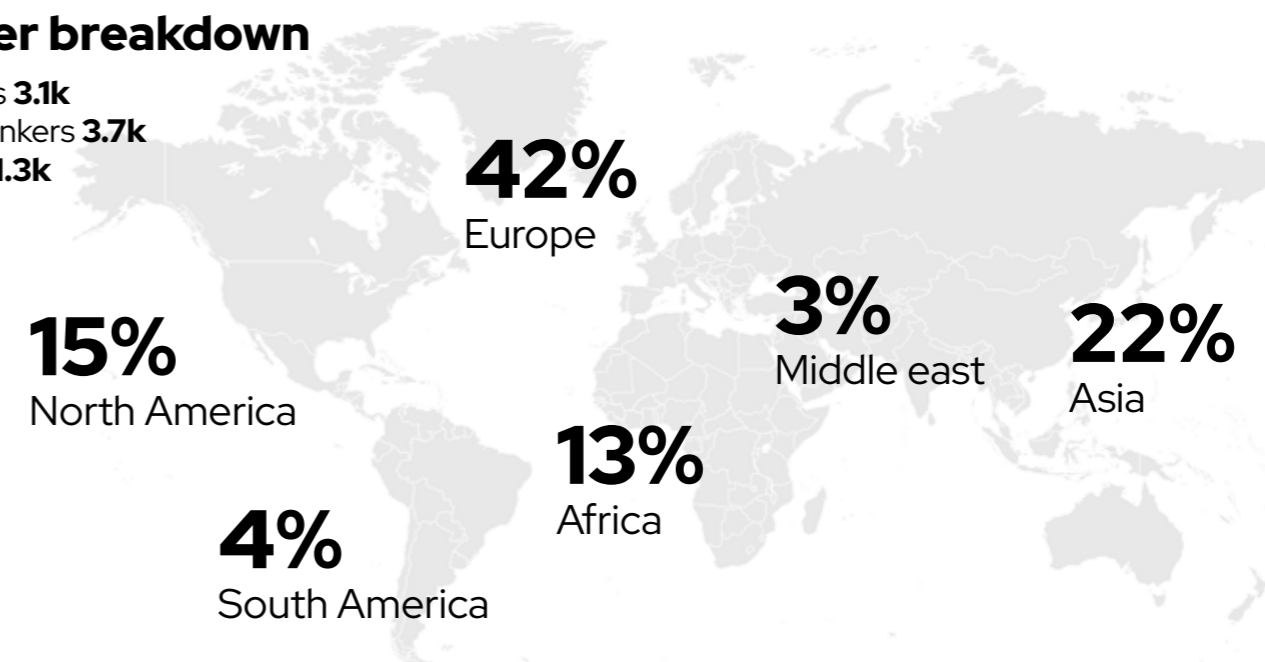 er breakdown
s 3.1k
nkers 3.7k
1.3k
42%
Europe
3%
Middle east
22%
Asia
15%
North America
13%
Africa
4%
South America